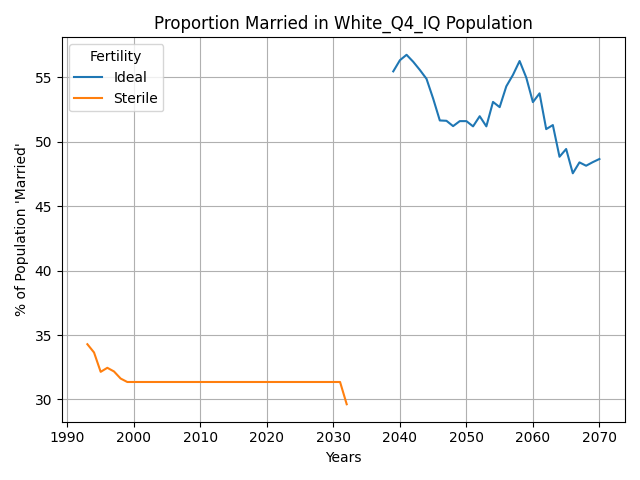 Proportion Married in White_Q4_IQ Population
% of Population 'Married'
Fertility
Ideal
Sterile
55
50
45
40
35
30
1990 2000 2010 2020 2030 2040 2050 2060 2070
Years